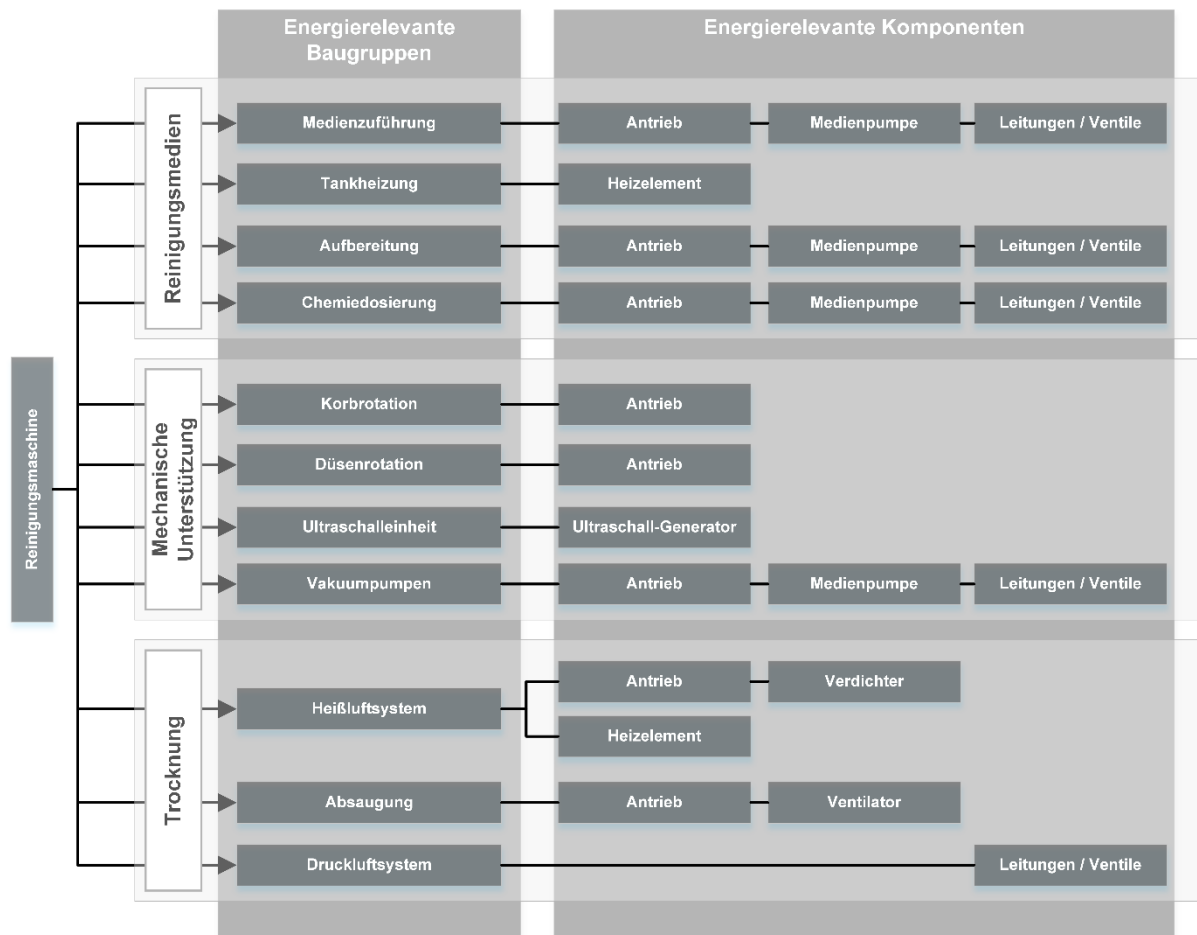 Energierelevante
Baugruppen
Energierelevante Komponenten
Reinigungsmaschine
Reinigungsmedien
Medienzuführung
Antrieb
Medienpumpe
Leitungen / Ventile
Tankheizung
Heizelement
Aufbereitung
Antrieb
Medienpumpe
Leitungen / Ventile
Chemiedosierung
Antrieb
Medienpumpe
Leitungen / Ventile
Mechanische
Unterstützung
Korbrotation
Antrieb
Düsenrotation
Antrieb
Ultraschalleinheit
Ultraschall-Generator
Vakuumpumpen
Antrieb
Medienpumpe
Leitungen / Ventile
Trocknung
Heißluftsystem
Antrieb
Verdichter
Heizelement
Absaugung
Antrieb
Ventilator
Druckluftsystem
Leitungen / Ventile